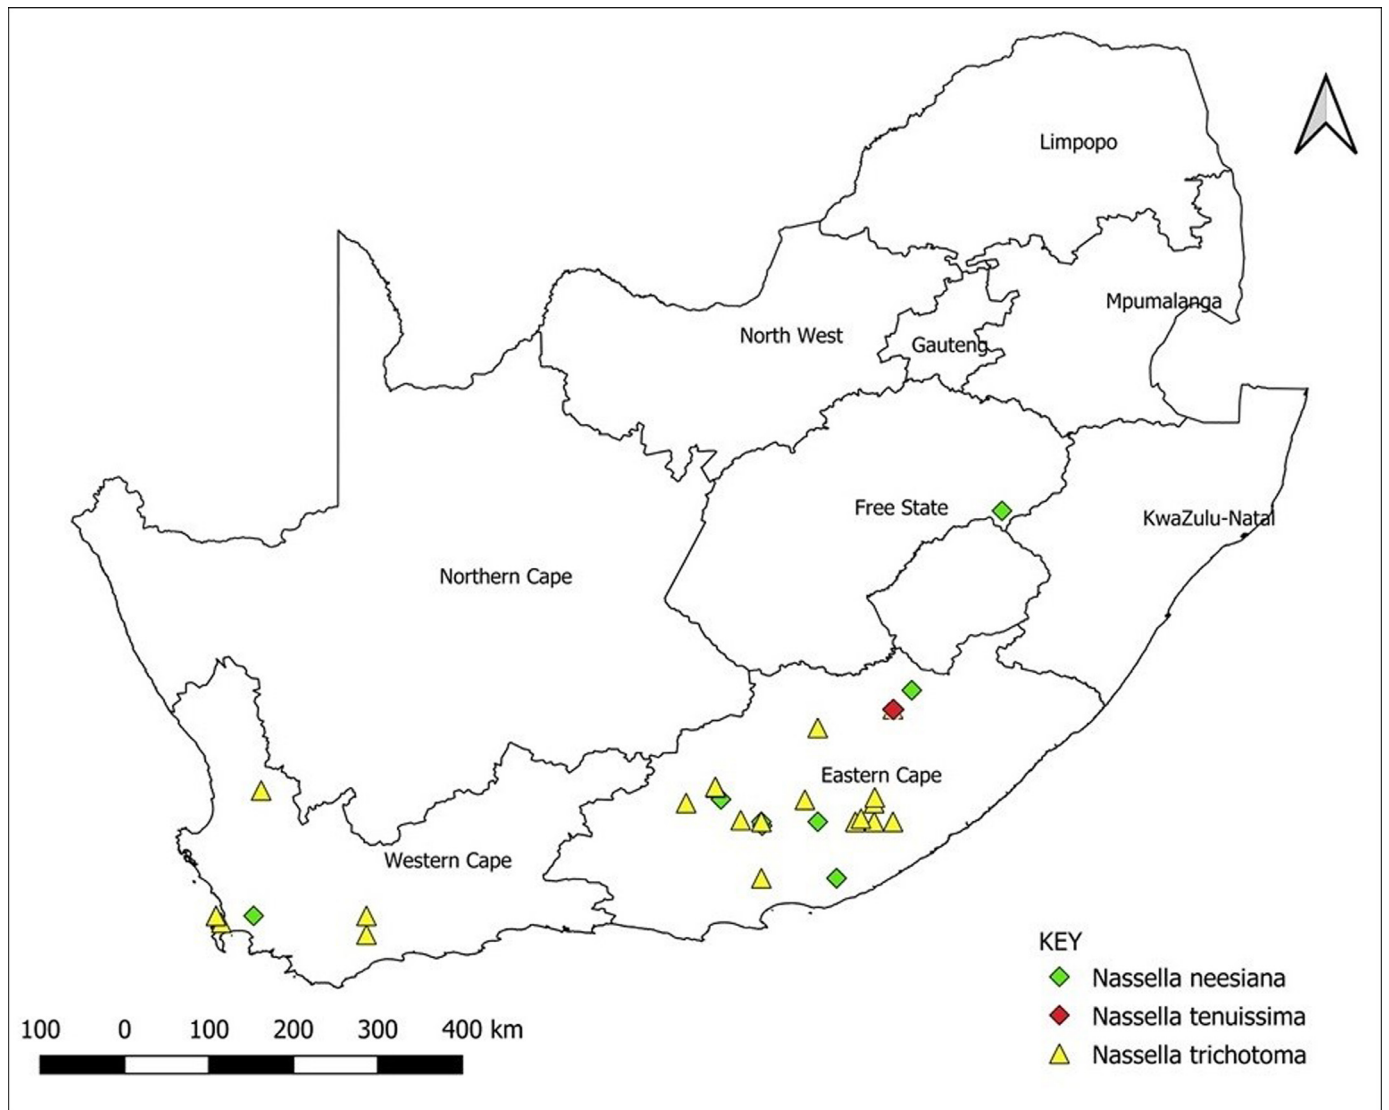 Limpopo
Mpumalanga
North West
Gauteng
Free State
KwaZulu-Natal
Northern Cape
Eastern Cape
Western Cape
KEY
Nassella neesiana
Nassella tenuissima
Nassella trichotoma
100 0 100 200 300 400 km